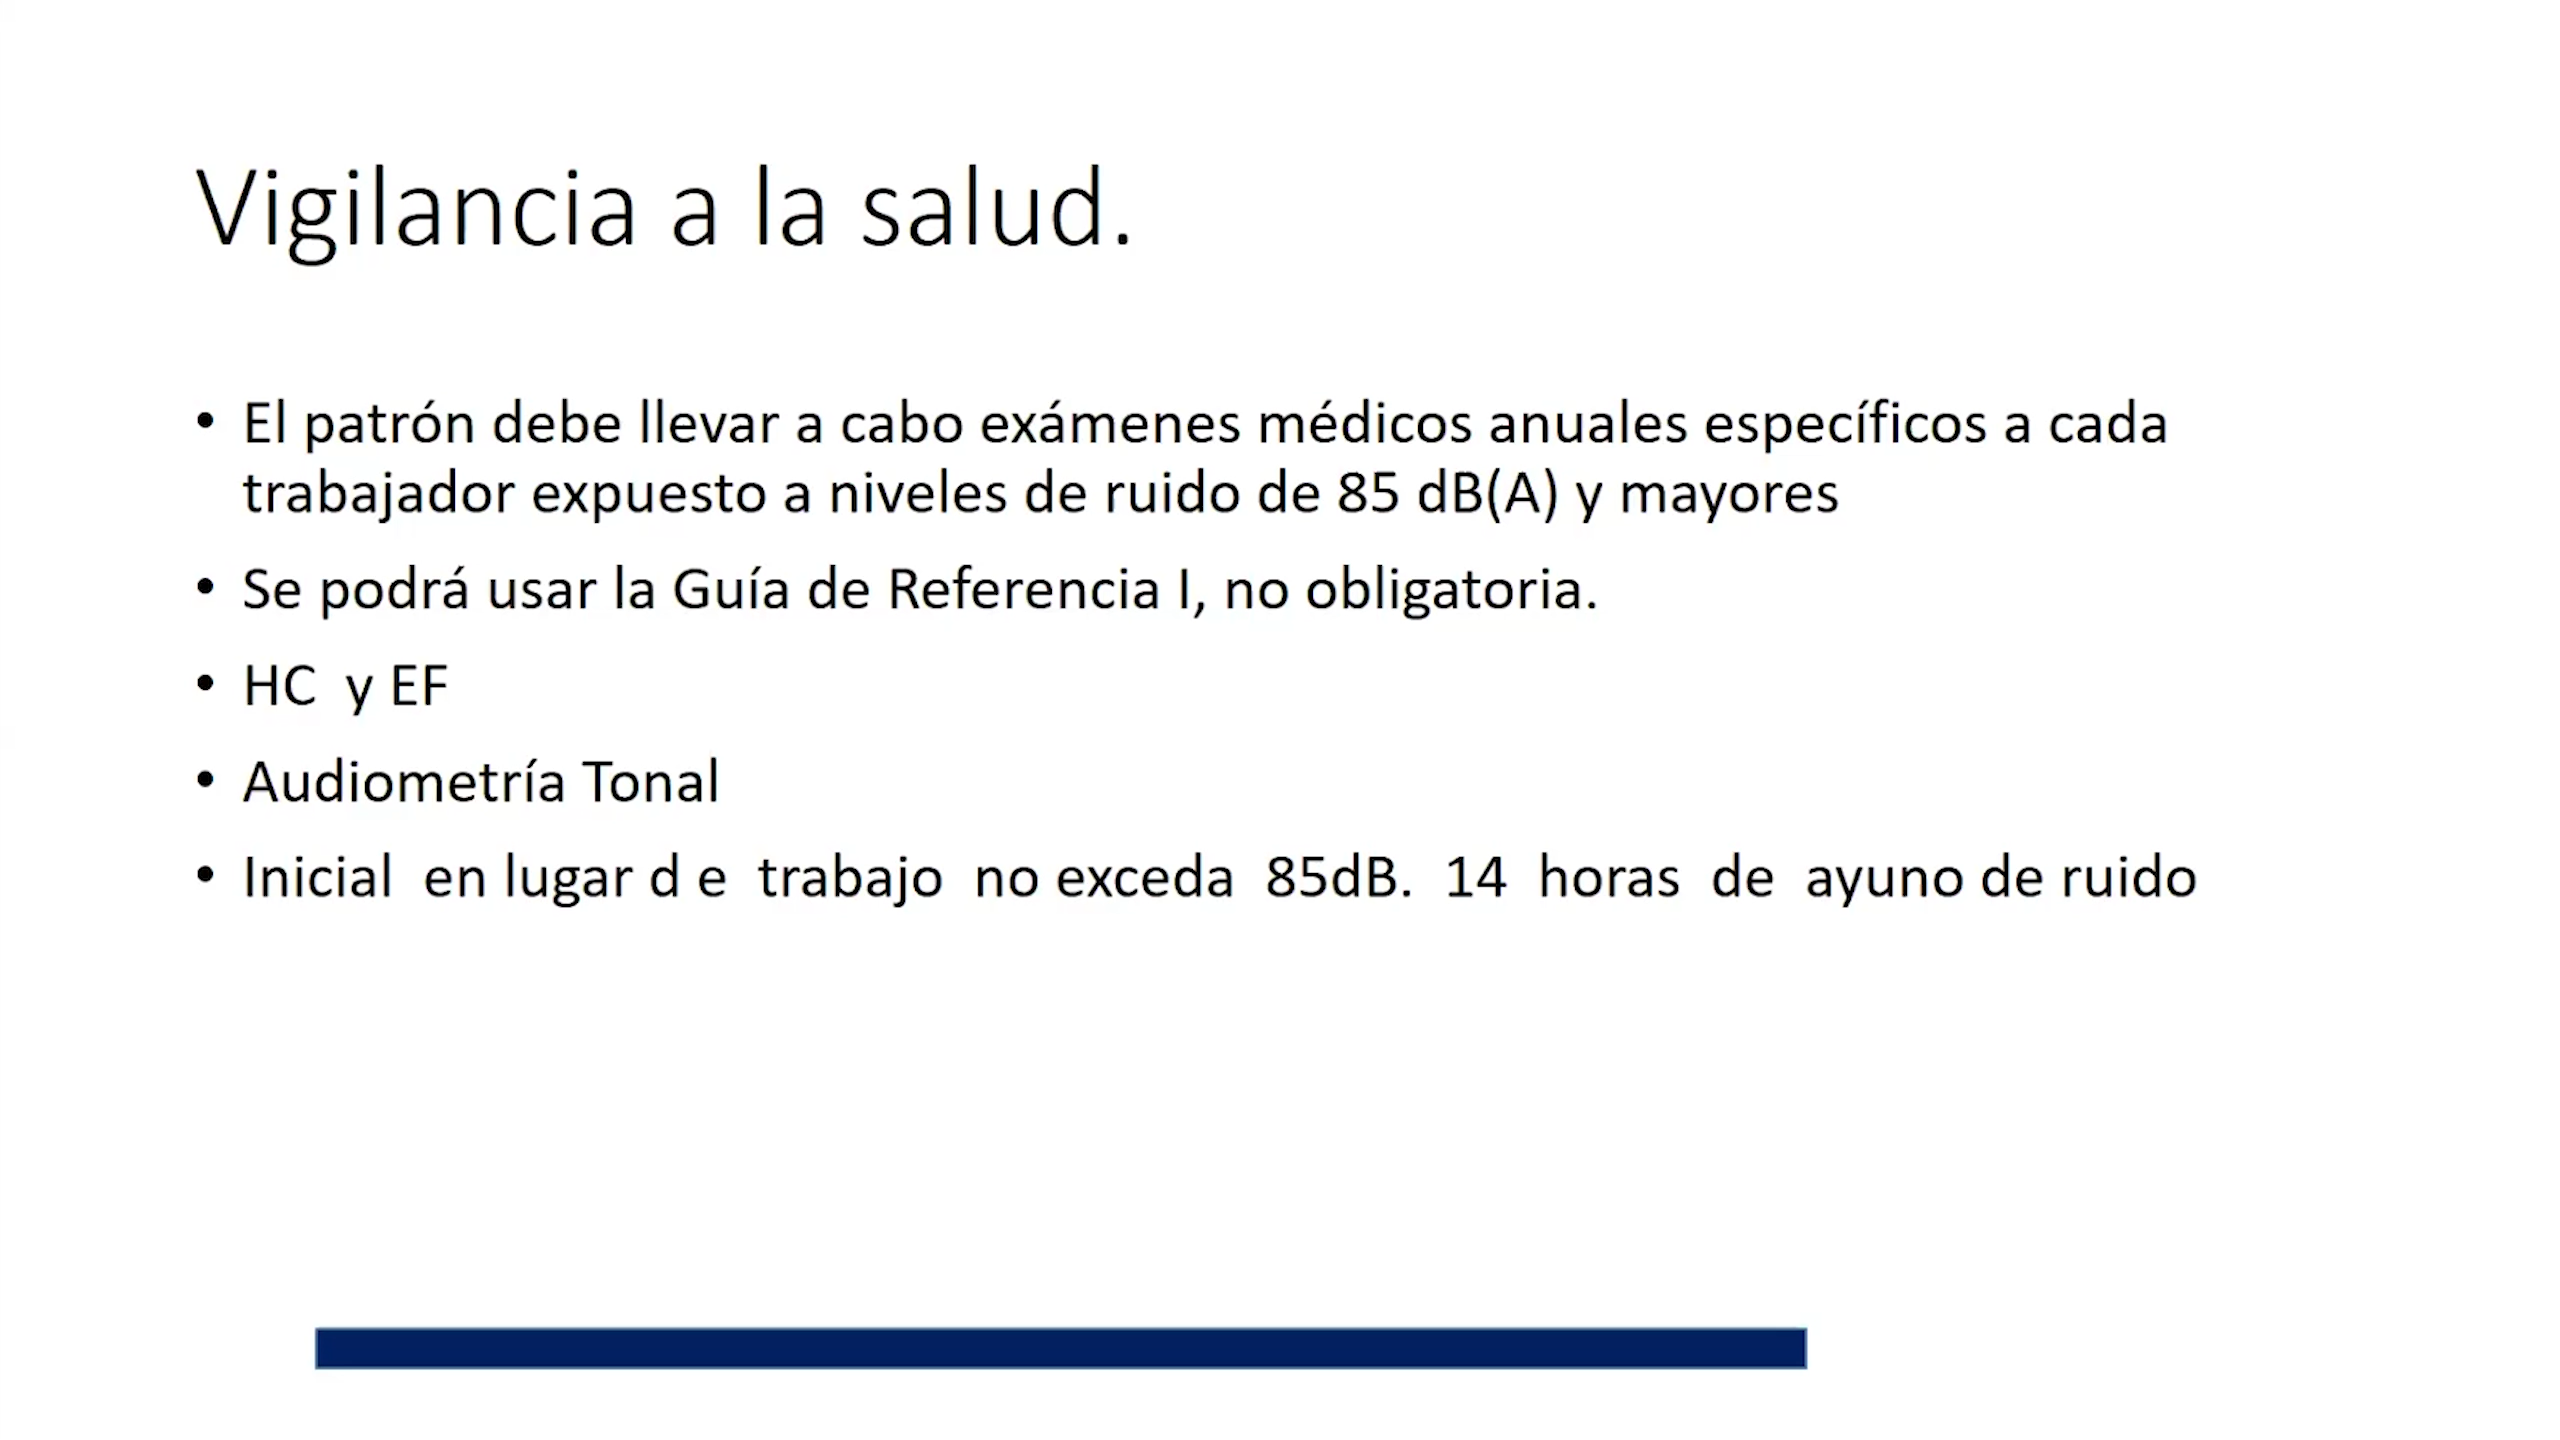 Vigilancia a la salud.
• El patrón debe llevar a cabo exámenes médicos anuales específicos a cada
trabajador expuesto a niveles de ruido de 85 dB(A) y mayores
• Se podrá usar la Guía de Referencia I, no obligatoria.
• HC  y EF
• Audiometría Tonal
• Inicial  en lugar d e  trabajo  no exceda  85dB.  14  horas  de  ayuno de ruido